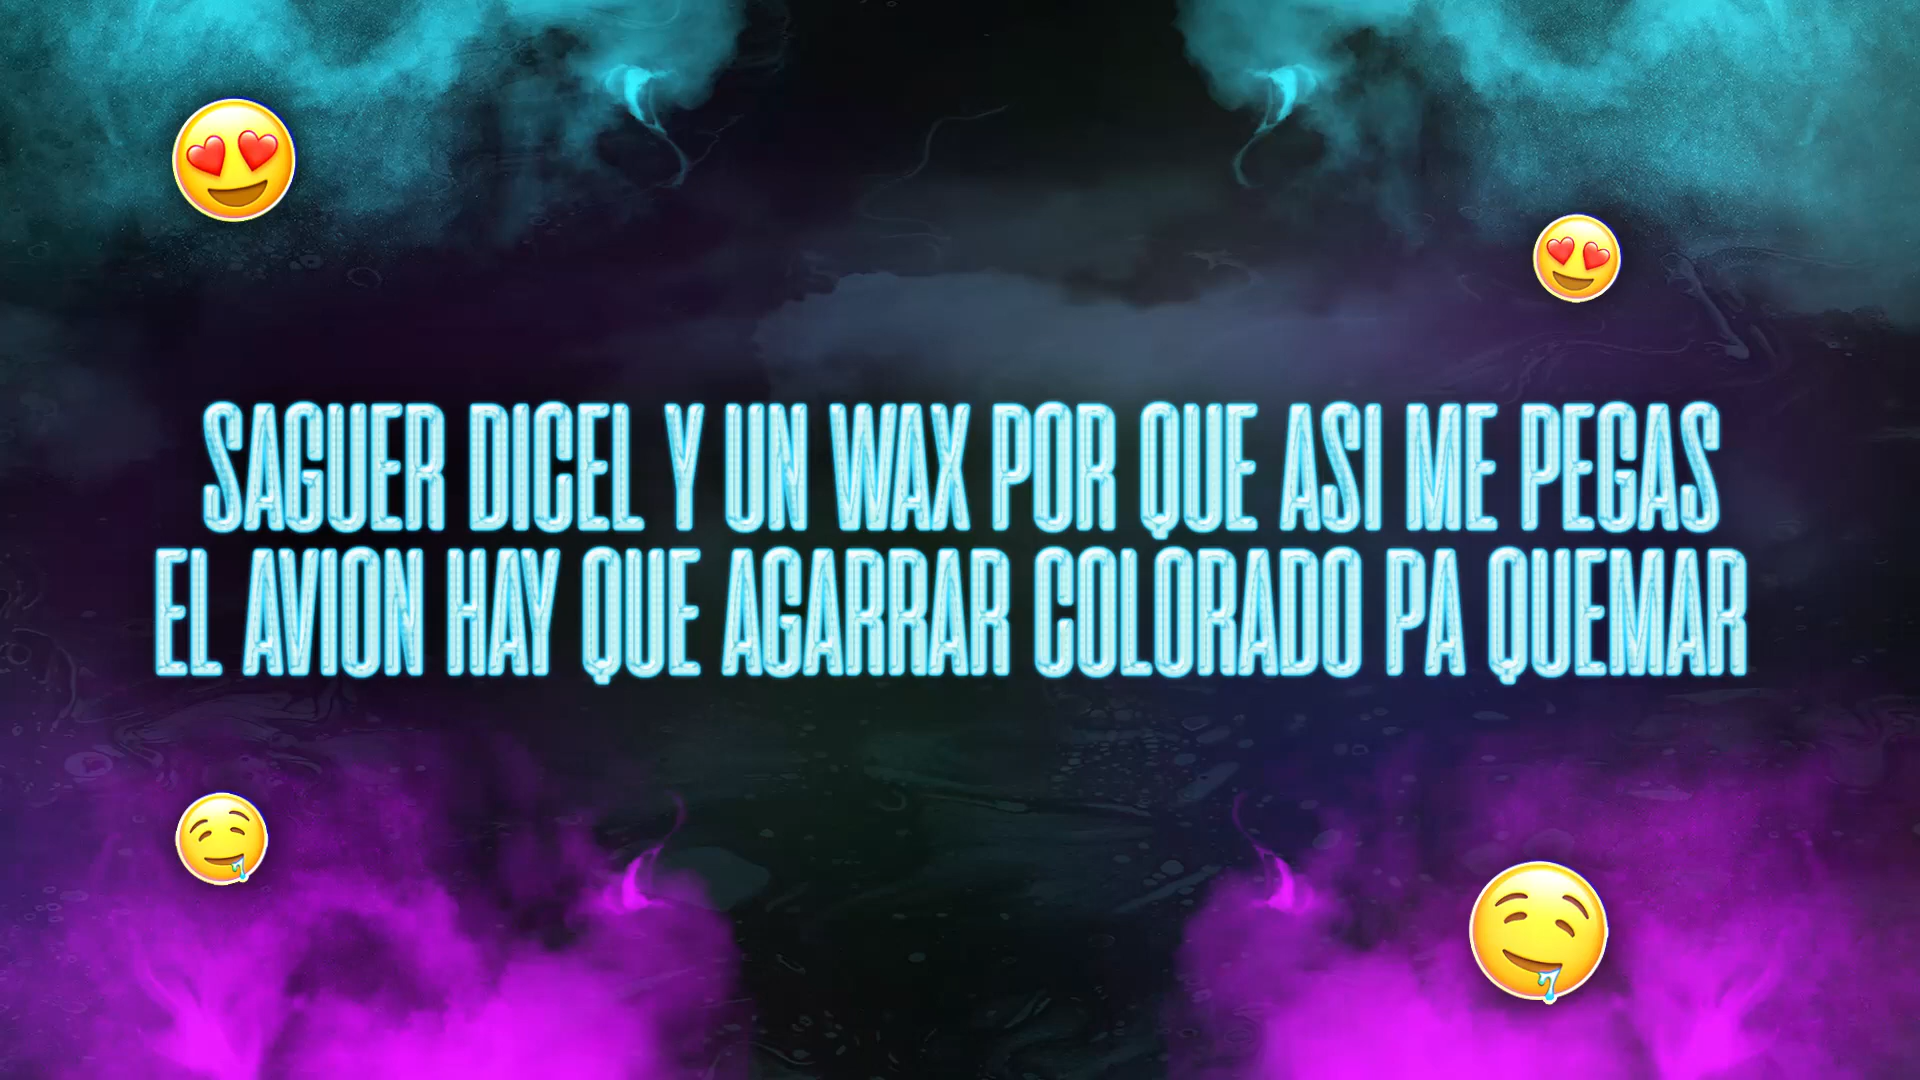 SAGUER DICEL Y UN WAX POR QUE ASI ME PEGAS
EL AVION HAY QUE AGARRAR COLORADO PA QUEMAR